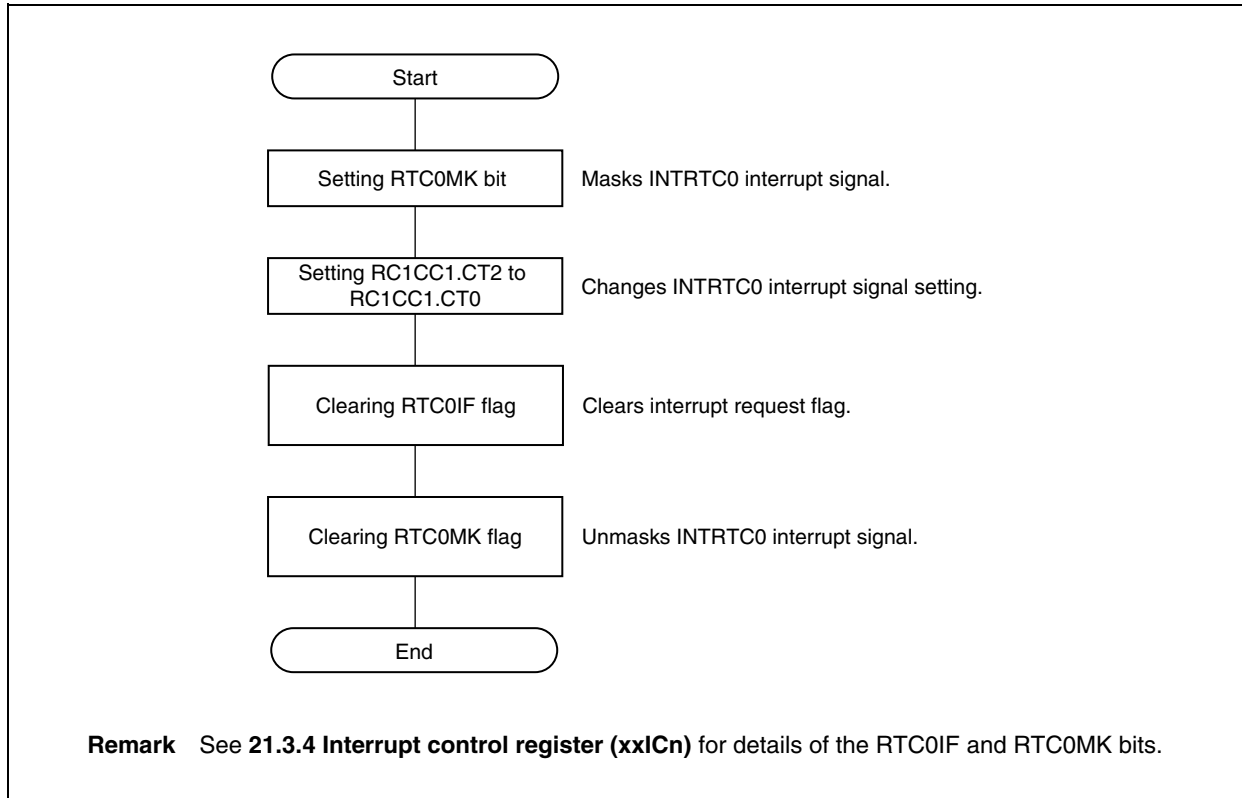 Start
Setting RTC0MK bit
Masks INTRTC0 interrupt signal.
Setting RC1CC1.CT2 to
RC1CC1.CT0
Changes INTRTC0 interrupt signal setting.
Clearing RTC0IF flag
Clears interrupt request flag.
Clearing RTC0MK flag
Unmasks INTRTC0 interrupt signal.
End
Remark See 21.3.4 Interrupt control register (xxICn) for details of the RTC0IF and RTC0MK bits.